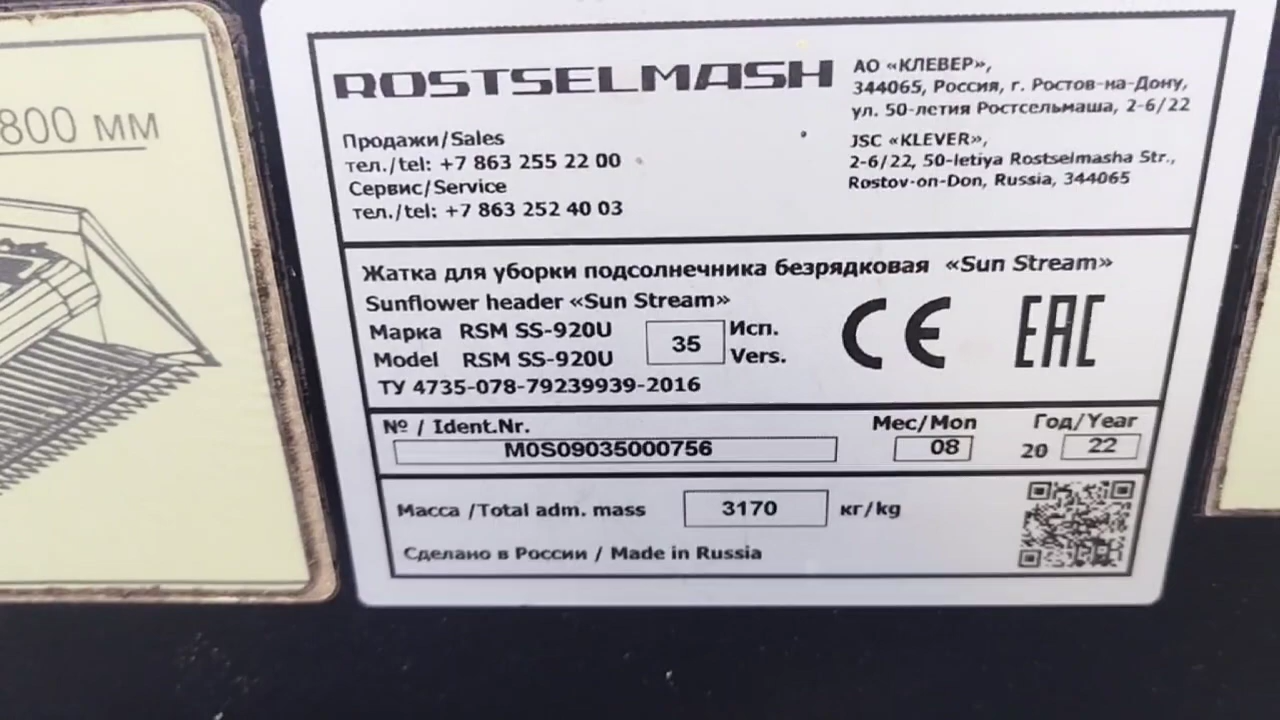 800 мм
ROSTSELMASH
Продажи/Sales
тел./tel: +7 863 255 22 00
Сервис/Service
тел./tel: +7 863 252 40 03
АО «КЛЕВЕР»,
344065, Россия, г. Ростов-на-Дону,
ул. 50-летия Ростсельмаша, 2-6/22
JSC «KLEVER»,
2-6/22, 50-letiya Rostselmasha Str.,
Rostov-on-Don, Russia, 344065
Жатка для уборки подсолнечника безрядковая «Sun Stream»
Sunflower header «Sun Stream»
Марка RSM SS-920U
Model RSM SS-920U
35
Исп.
Vers.
ТУ 4735-078-79239939-2016
CE EAC
№ / Ident.Nr.
M0S09035000756
Мес/Mon
08
Год/Year
20 22
Масса /Total adm. mass 3170 кг/kg
Сделано в России / Made in Russia